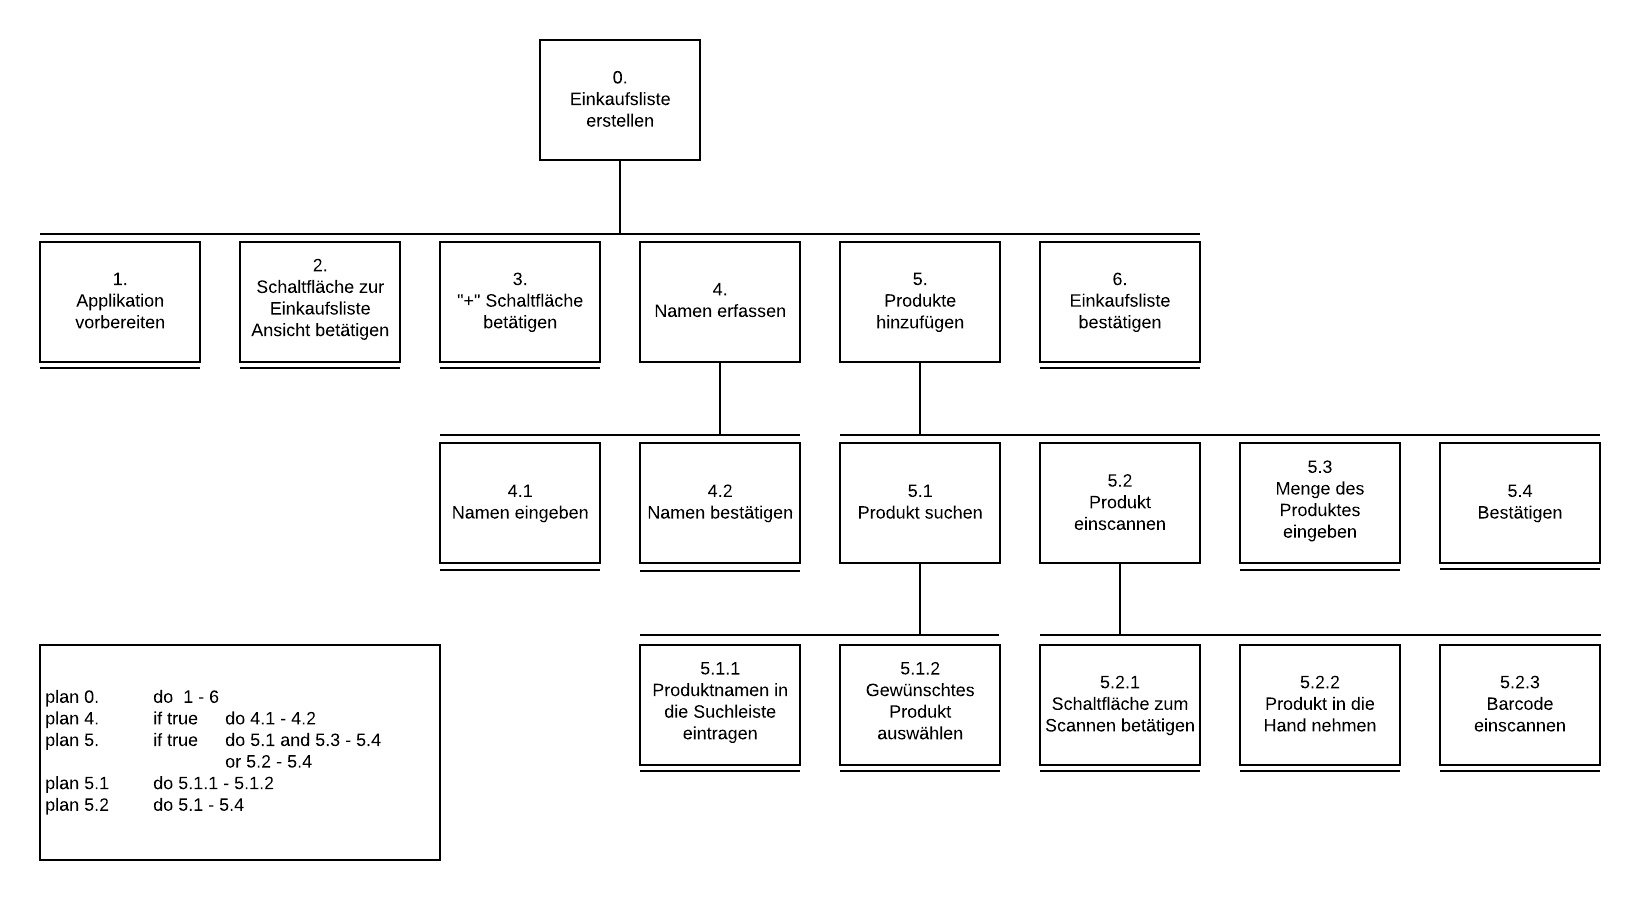 0.
Einkaufsliste
erstellen
1.
Applikation
vorbereiten
2.
Schaltfläche zur
Einkaufsliste
Ansicht betätigen
3.
"+" Schaltfläche
betätigen
4.
Namen erfassen
5.
Produkte
hinzufügen
6.
Einkaufsliste
bestätigen
4.1
Namen eingeben
4.2
Namen bestätigen
5.1
Produkt suchen
5.2
Produkt
einscannen
5.3
Menge des
Produktes
eingeben
5.4
Bestätigen
5.1.1
Produktnamen in
die Suchleiste
eintragen
5.1.2
Gewünschtes
Produkt
auswählen
5.2.1
Schaltfläche zum
Scannen betätigen
5.2.2
Produkt in die
Hand nehmen
5.2.3
Barcode
einscannen
plan 0. do 1 - 6
plan 4. if true do 4.1 - 4.2
plan 5. if true do 5.1 and 5.3 - 5.4
or 5.2 - 5.4
plan 5.1 do 5.1.1 - 5.1.2
plan 5.2 do 5.1 - 5.4